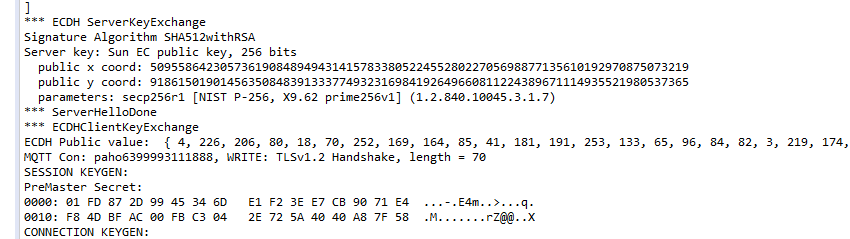 ]
*** ECDH ServerKeyExchange
Signature Algorithm SHA512withRSA
Server key: Sun EC public key, 256 bits
  public x coord: 50955864230573619084894943141578338052245528022705698877135610192970875073219
  public y coord: 91861501901456350848391333774932316984192649660811224389671114935521980537365
  parameters: secp256r1 [NIST P-256, X9.62 prime256v1] (1.2.840.10045.3.1.7)
*** ServerHelloDone
*** ECDHClientKeyExchange
ECDH Public value:  { 4, 226, 206, 80, 18, 70, 252, 169, 164, 85, 41, 181, 191, 253, 133, 65, 96, 84, 82, 3, 219, 174,
MQTT Con: paho6399993111888, WRITE: TLSv1.2 Handshake, length = 70
SESSION KEYGEN:
PreMaster Secret:
0000: 01 FD 87 2D 99 45 34 6D   E1 F2 3E E7 CB 90 71 E4  ...-.E4m..>...q.
0010: F8 4D BF AC 00 FB C3 04   2E 72 5A 40 40 A8 7F 58  .M.......rZ@@..X
CONNECTION KEYGEN: